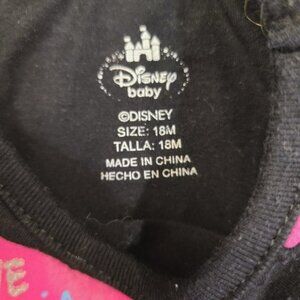 Disney
baby
©DISNEY
SIZE: 18M
TALLA: 18M
MADE IN CHINA
HECHO EN CHINA